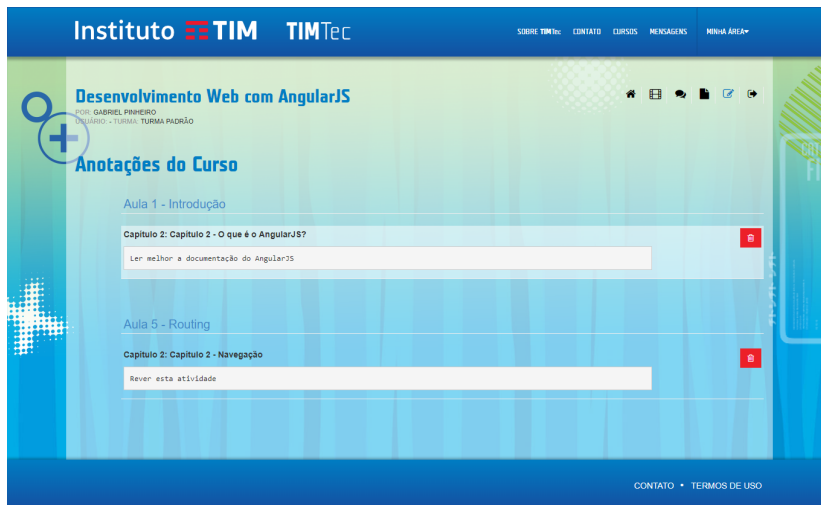 Instituto TIM TIMTec
SOBRE TIMTec CONTATO CURSOS MENSAGENS MINHA ÁREA
Desenvolvimento Web com AngularJS
POR: GABRIEL PINHEIRO
USUÁRIO: - TURMA: TURMA PADRÃO
Anotações do Curso
Aula 1 - Introdução
Capítulo 2: Capitulo 2 - O que é o AngularJS?
Ler melhor a documentação do AngularJS
Aula 5 - Routing
Capítulo 2: Capitulo 2 - Navegação
Rever esta atividade
CONTATO • TERMOS DE USO